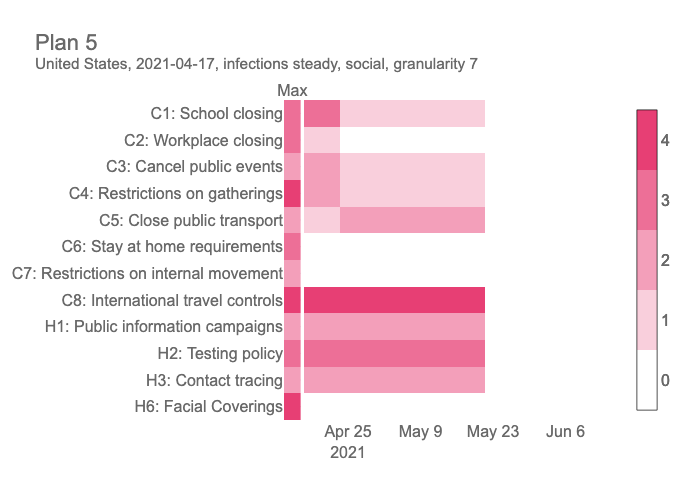 Plan 5
United States, 2021-04-17, infections steady, social, granularity 7
Max
C1: School closing
C2: Workplace closing
C3: Cancel public events
C4: Restrictions on gatherings
C5: Close public transport
C6: Stay at home requirements
C7: Restrictions on internal movement
C8: International travel controls
H1: Public information campaigns
H2: Testing policy
H3: Contact tracing
H6: Facial Coverings
Apr 25 May 9 May 23 Jun 6
2021
4
3
2
1
0